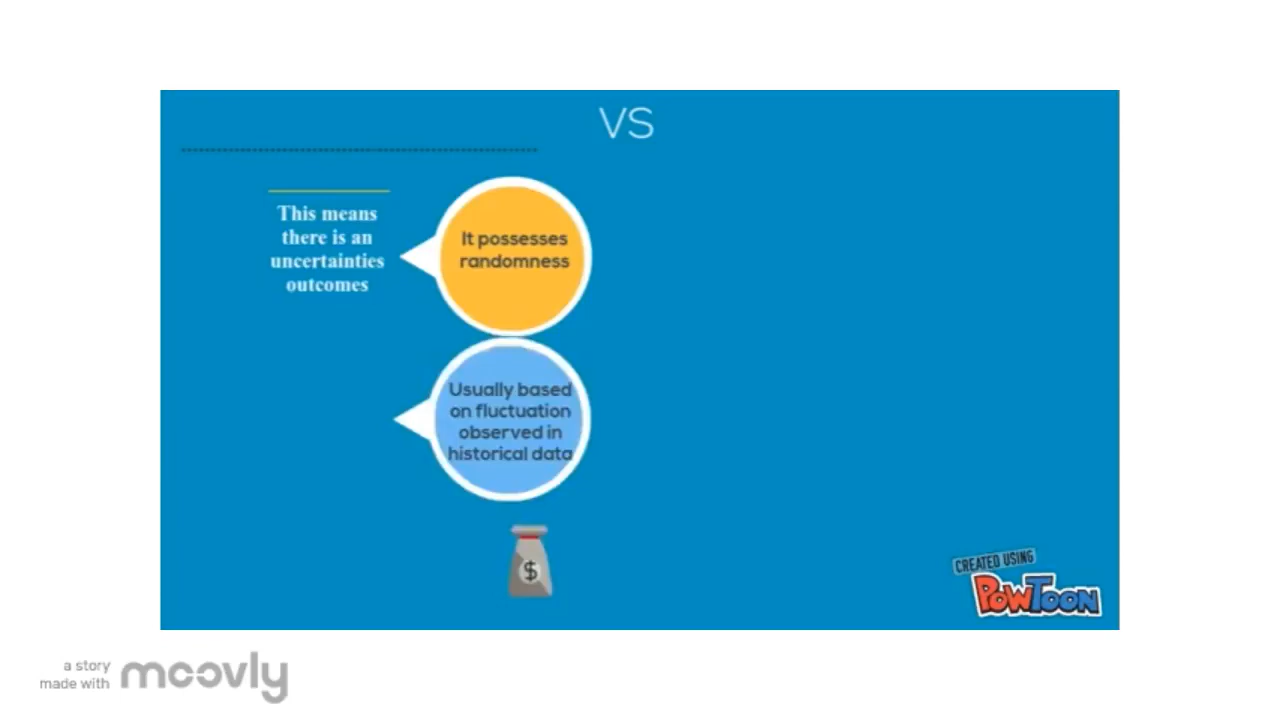 VS
This means
there is an
uncertainties
outcomes
It possesses
randomness
Usually based
on fluctuation
observed in
historical data
$
CREATED USING
POWTOON
a story
made with
moovly